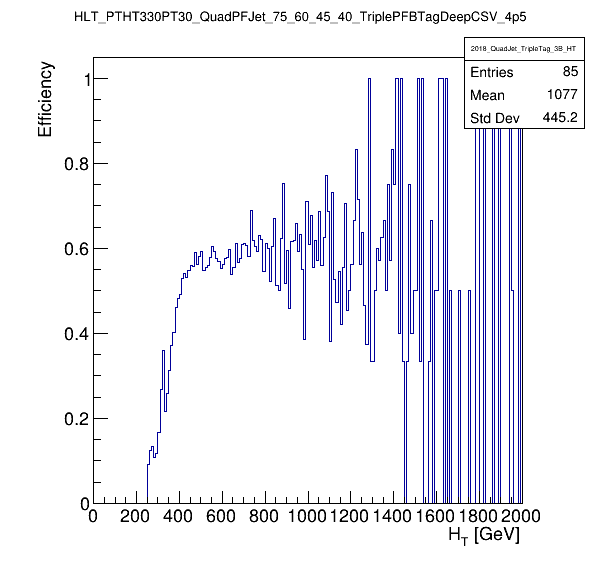 HLT_PTHT330PT30_QuadPFJet_75_60_45_40_TriplePFBTagDeepCSV_4p5
2018_QuadJet_TripleTag_3B_HT
Entries 85
Mean 1077
Std Dev 445.2
Efficiency
1
0.8
0.6
0.4
0.2
0
0 200 400 600 800 1000 1200 1400 1600 1800 2000
H_T [GeV]